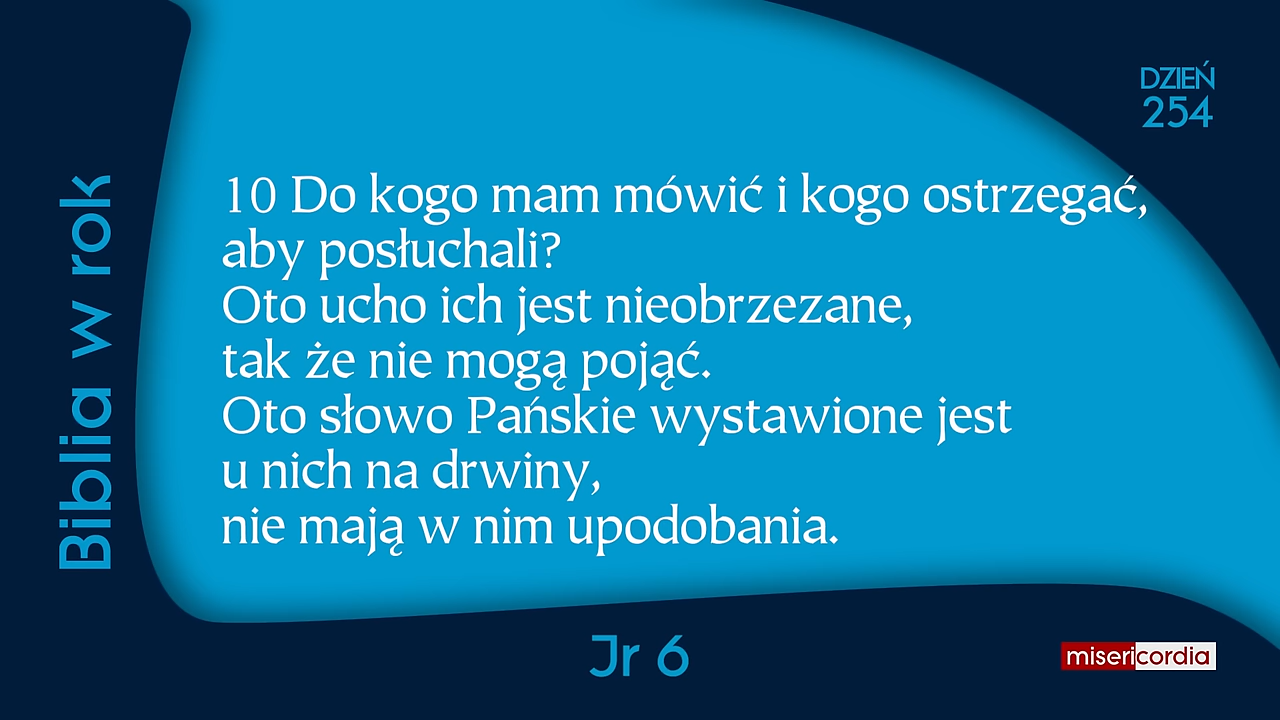 DZIEŃ
254
Biblia w rok
10 Do kogo mam mówić i kogo ostrzegać,
aby posłuchali?
Oto ucho ich jest nieobrzezane,
tak że nie mogą pojąć.
Oto słowo Pańskie wystawione jest
u nich na drwiny,
nie mają w nim upodobania.
Jr 6
misericordia